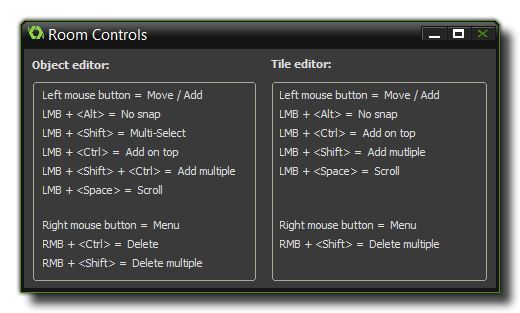 Room Controls
Object editor:
Left mouse button = Move / Add
LMB + <Alt> = No snap
LMB + <Shift> = Multi-Select
LMB + <Ctrl> = Add on top
LMB + <Shift> + <Ctrl> = Add multiple
LMB + <Space> = Scroll
Right mouse button = Menu
RMB + <Ctrl> = Delete
RMB + <Shift> = Delete multiple
Tile editor:
Left mouse button = Move / Add
LMB + <Alt> = No snap
LMB + <Ctrl> = Add on top
LMB + <Shift> = Add mutliple
LMB + <Space> = Scroll
Right mouse button = Menu
RMB + <Shift> = Delete multiple